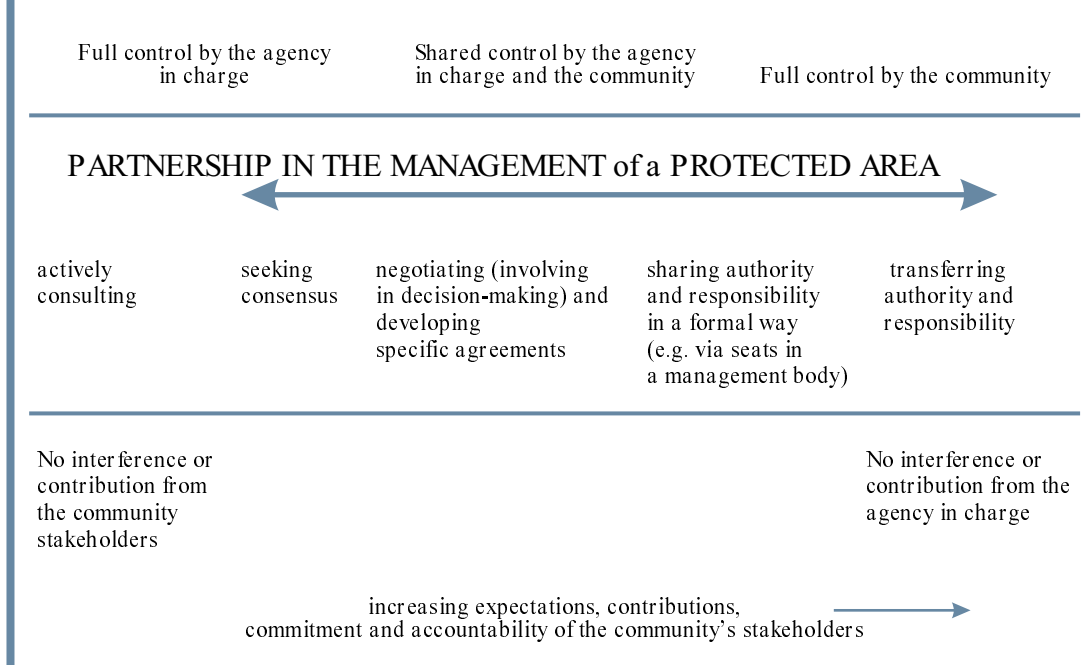 Full control by the agency
in charge
Shared control by the agency
in charge and the community
Full control by the community
PARTNERSHIP IN THE MANAGEMENT of a PROTECTED AREA
actively
consulting
seeking
consensus
negotiating (involving
in decision-making) and
developing
specific agreements
sharing authority
and responsibility
in a formal way
(e.g. via seats in
a management body)
transferring
authority and
responsibility
No interference or
contribution from
the community
stakeholders
No interference or
contribution from the
agency in charge
increasing expectations, contributions,
commitment and accountability of the community’s stakeholders